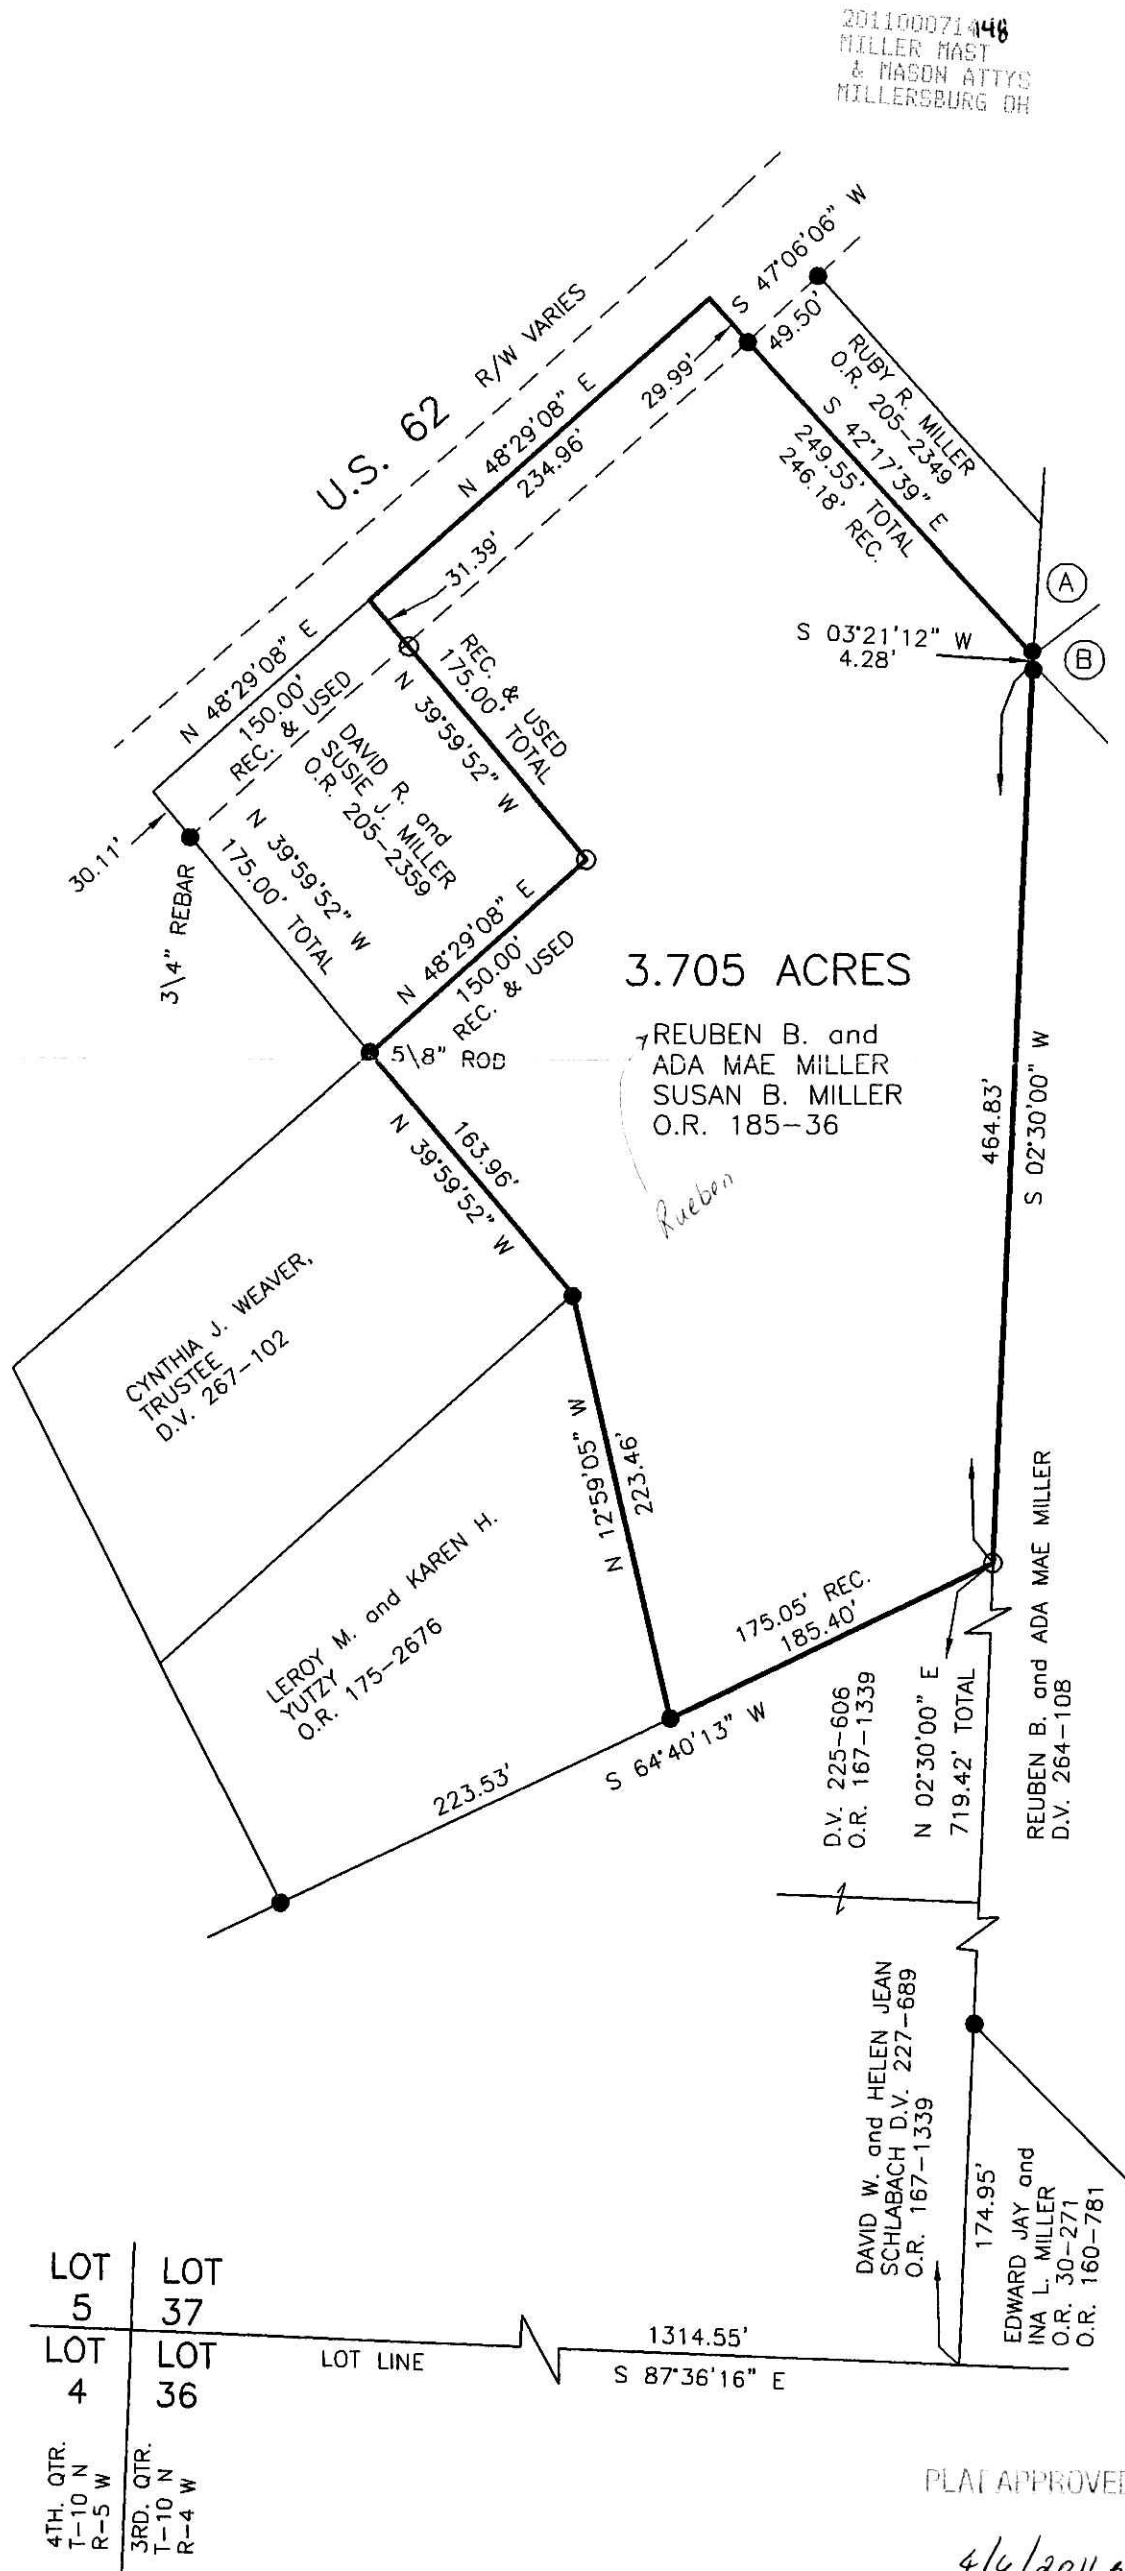 201100071448
MILLER MAST
& MASON ATTYS
MILLERSBURG OH
U.S. 62
R/W VARIES
S 47°06'06" W
49.50'
RUBY R. MILLER
O.R. 205-2349
29.99'
N 48°29'08" E
234.96'
S 42°17'39" E
249.55' TOTAL
246.18' REC.
31.39'
A
B
S 03°21'12" W
4.28'
N 48°29'08" E
150.00'
REC. & USED
REC. & USED
175.00' TOTAL
N 39°59'52" W
DAVID R. and
SUSIE J. MILLER
O.R. 205-2359
30.11'
3\4" REBAR
N 39°59'52" W
175.00' TOTAL
N 48°29'08" E
150.00'
REC. & USED
5\8" ROD
3.705 ACRES
REUBEN B. and
ADA MAE MILLER
SUSAN B. MILLER
O.R. 185-36
Rueben
464.83'
S 02°30'00" W
163.96'
N 39°59'52" W
CYNTHIA J. WEAVER,
TRUSTEE
D.V. 267-102
N 12°59'05" W
223.46'
LEROY M. and KAREN H.
YUTZY
O.R. 175-2676
175.05' REC.
185.40'
S 64°40'13" W
223.53'
D.V. 225-606
O.R. 167-1339
N 02°30'00" E
719.42' TOTAL
REUBEN B. and ADA MAE MILLER
D.V. 264-108
DAVID W. and HELEN JEAN
SCHLABACH D.V. 227-689
O.R. 167-1339
174.95'
EDWARD JAY and
INA L. MILLER
O.R. 30-271
O.R. 160-781
LOT
5
LOT
37
LOT
4
LOT
36
LOT LINE
1314.55'
S 87°36'16" E
4TH. QTR.
T-10 N
R-5 W
3RD. QTR.
T-10 N
R-4 W
PLAT APPROVED
4/4/2011